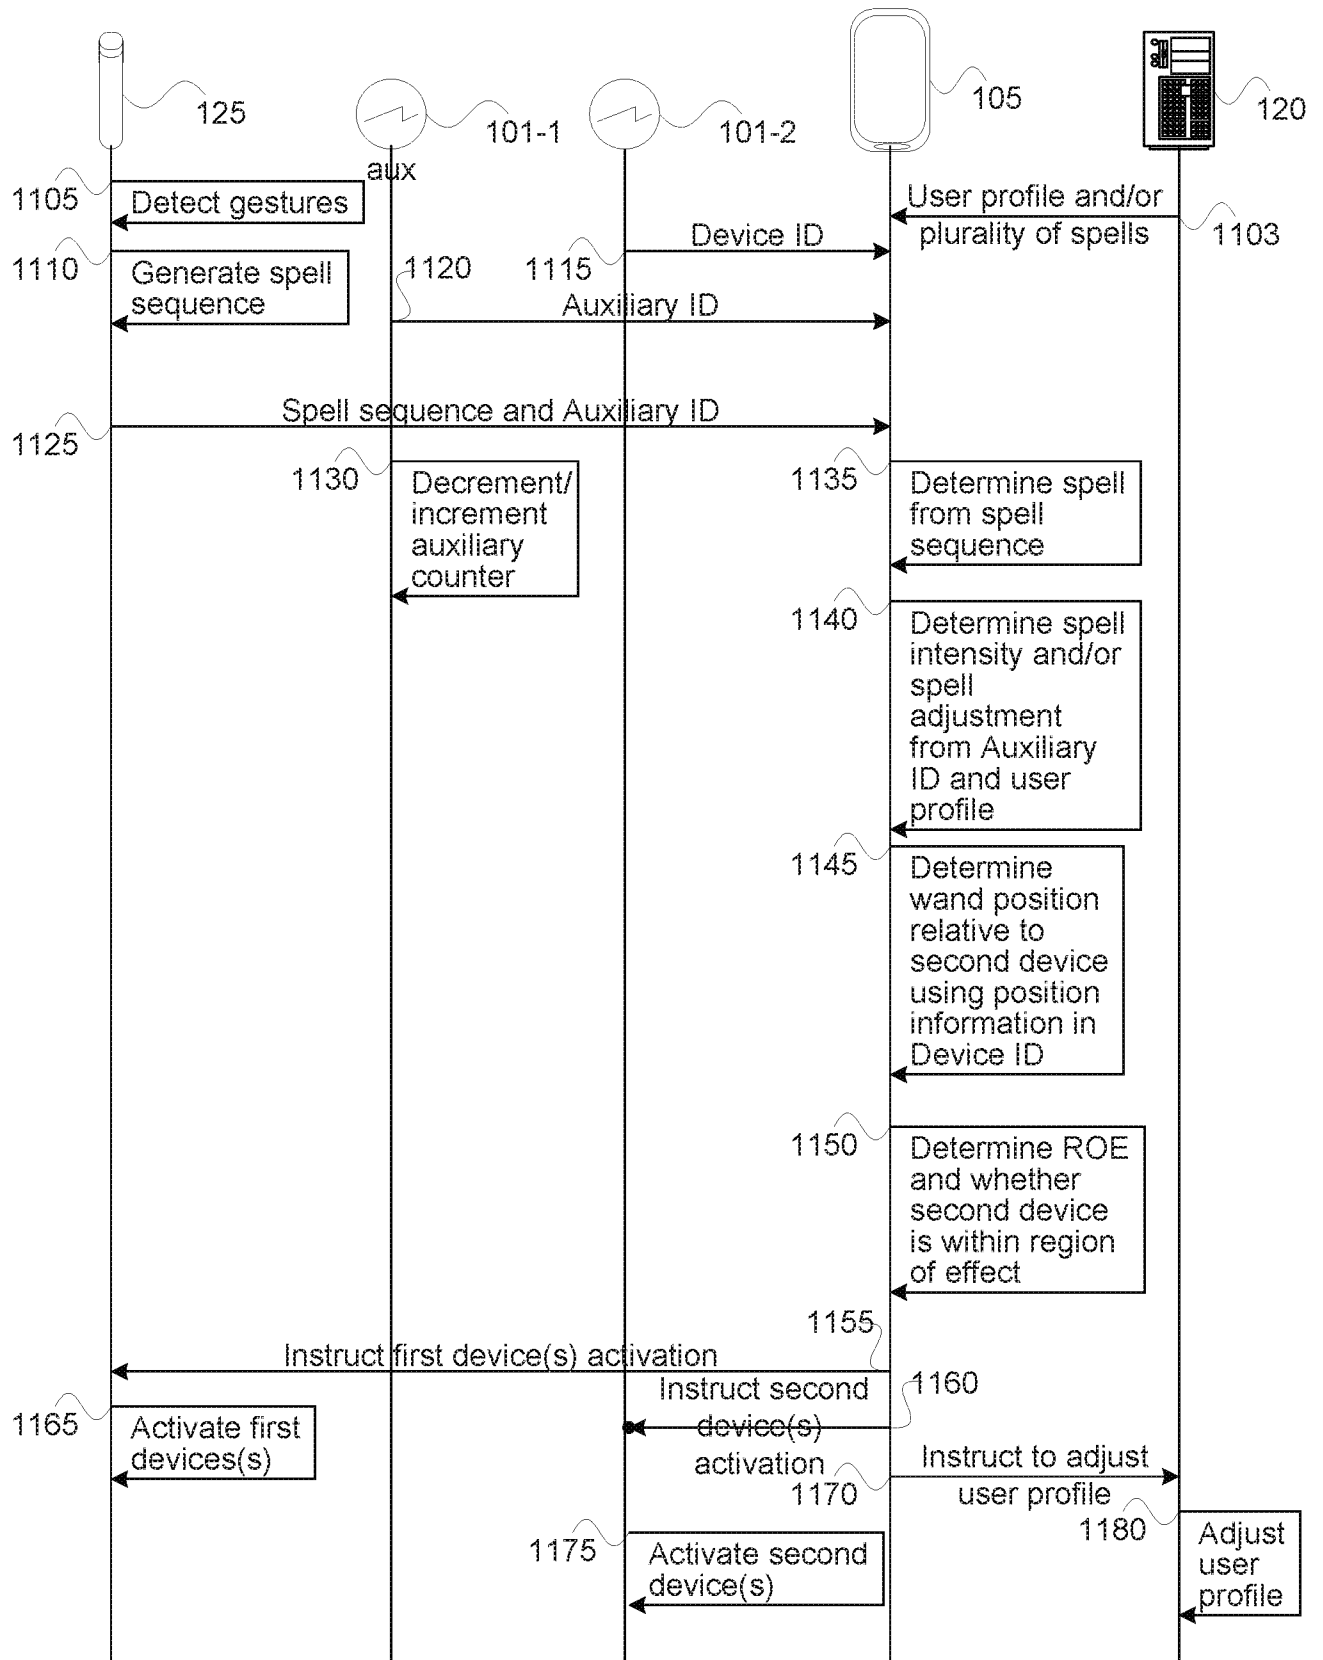 125
101-1
101-2
105
120
aux
1105
Detect gestures
User profile and/or
plurality of spells
1103
1110
Generate spell
sequence
1120
1115
Device ID
Auxiliary ID
1125
Spell sequence and Auxiliary ID
1130
Decrement/
increment
auxiliary
counter
1135
Determine spell
from spell
sequence
1140
Determine spell
intensity and/or
spell
adjustment
from Auxiliary
ID and user
profile
1145
Determine
wand position
relative to
second device
using position
information in
Device ID
1150
Determine ROE
and whether
second device
is within region
of effect
1155
Instruct first device(s) activation
1160
Instruct second
device(s)
activation
1165
Activate first
devices(s)
1170
Instruct to adjust
user profile
1175
Activate second
device(s)
1180
Adjust
user
profile